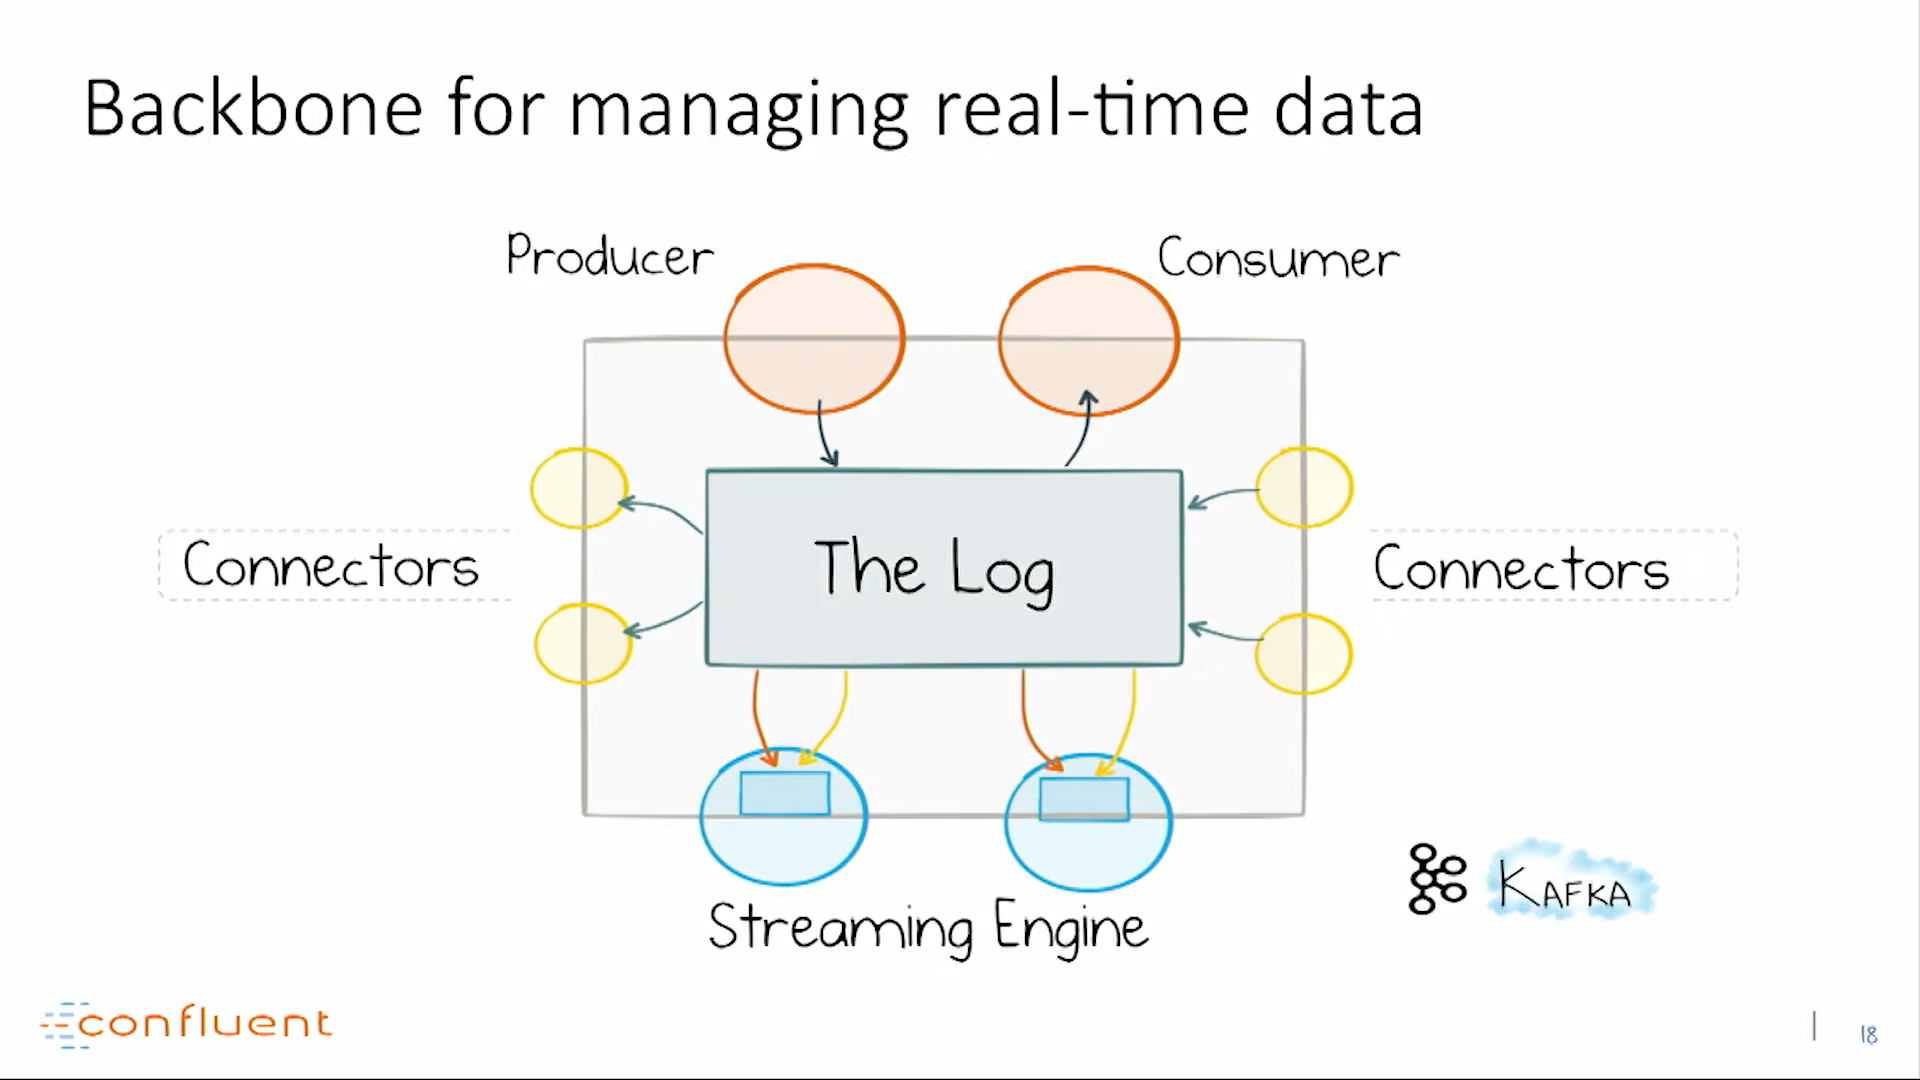 Backbone for managing real-time data
Producer
Consumer
Connectors
The Log
Connectors
Streaming Engine
KAFKA
confluent
18